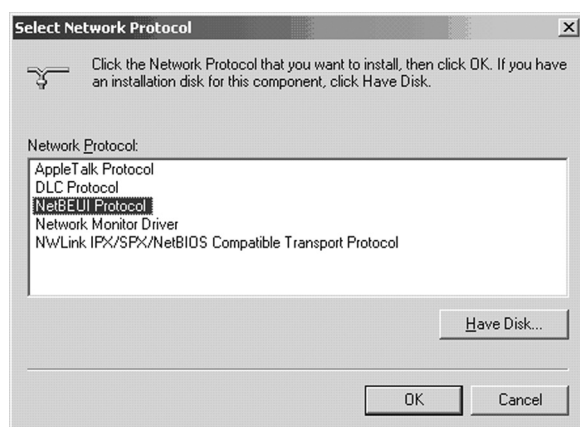 Select Network Protocol
Click the Network Protocol that you want to install, then click OK. If you have
an installation disk for this component, click Have Disk.
Network Protocol:
AppleTalk Protocol
DLC Protocol
NetBEUI Protocol
Network Monitor Driver
NWLink IPX/SPX/NetBIOS Compatible Transport Protocol
Have Disk...
OK
Cancel